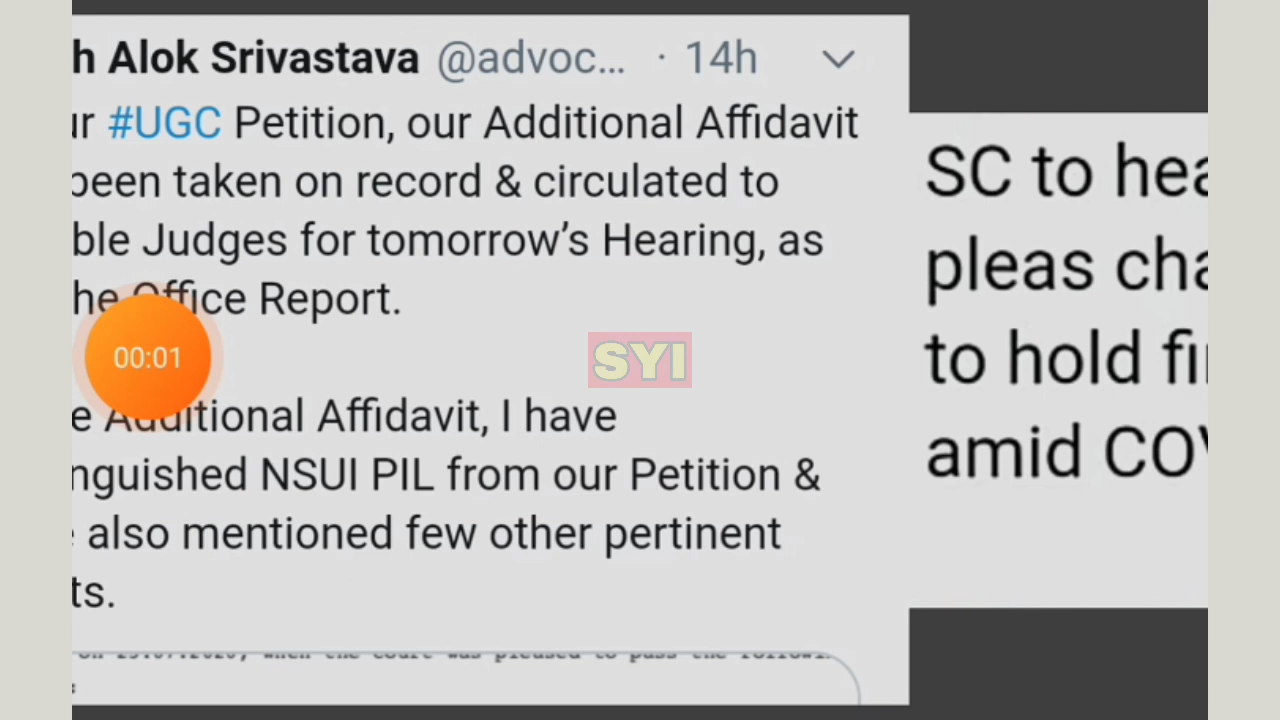 h Alok Srivastava @advoc... · 14h
ur #UGC Petition, our Additional Affidavit
been taken on record & circulated to
ble Judges for tomorrow's Hearing, as
he Office Report.
e Additional Affidavit, I have
nguished NSUI PIL from our Petition &
also mentioned few other pertinent
ts.
00:01
SYI
SC to hea
pleas cha
to hold fi
amid COV